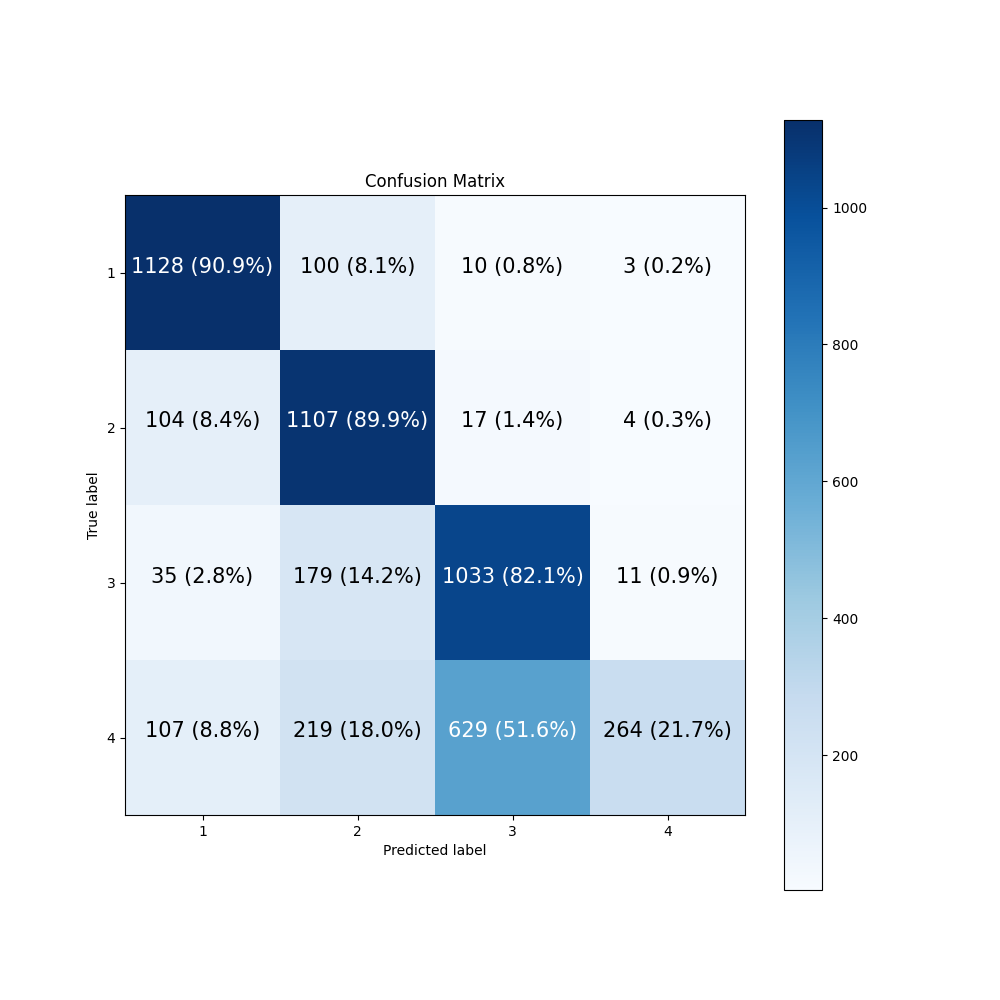 Confusion Matrix
1128 (90.9%) 100 (8.1%) 10 (0.8%) 3 (0.2%)
104 (8.4%) 1107 (89.9%) 17 (1.4%) 4 (0.3%)
35 (2.8%) 179 (14.2%) 1033 (82.1%) 11 (0.9%)
107 (8.8%) 219 (18.0%) 629 (51.6%) 264 (21.7%)
1
2
3
4
True label
1 2 3 4
Predicted label
1000
800
600
400
200